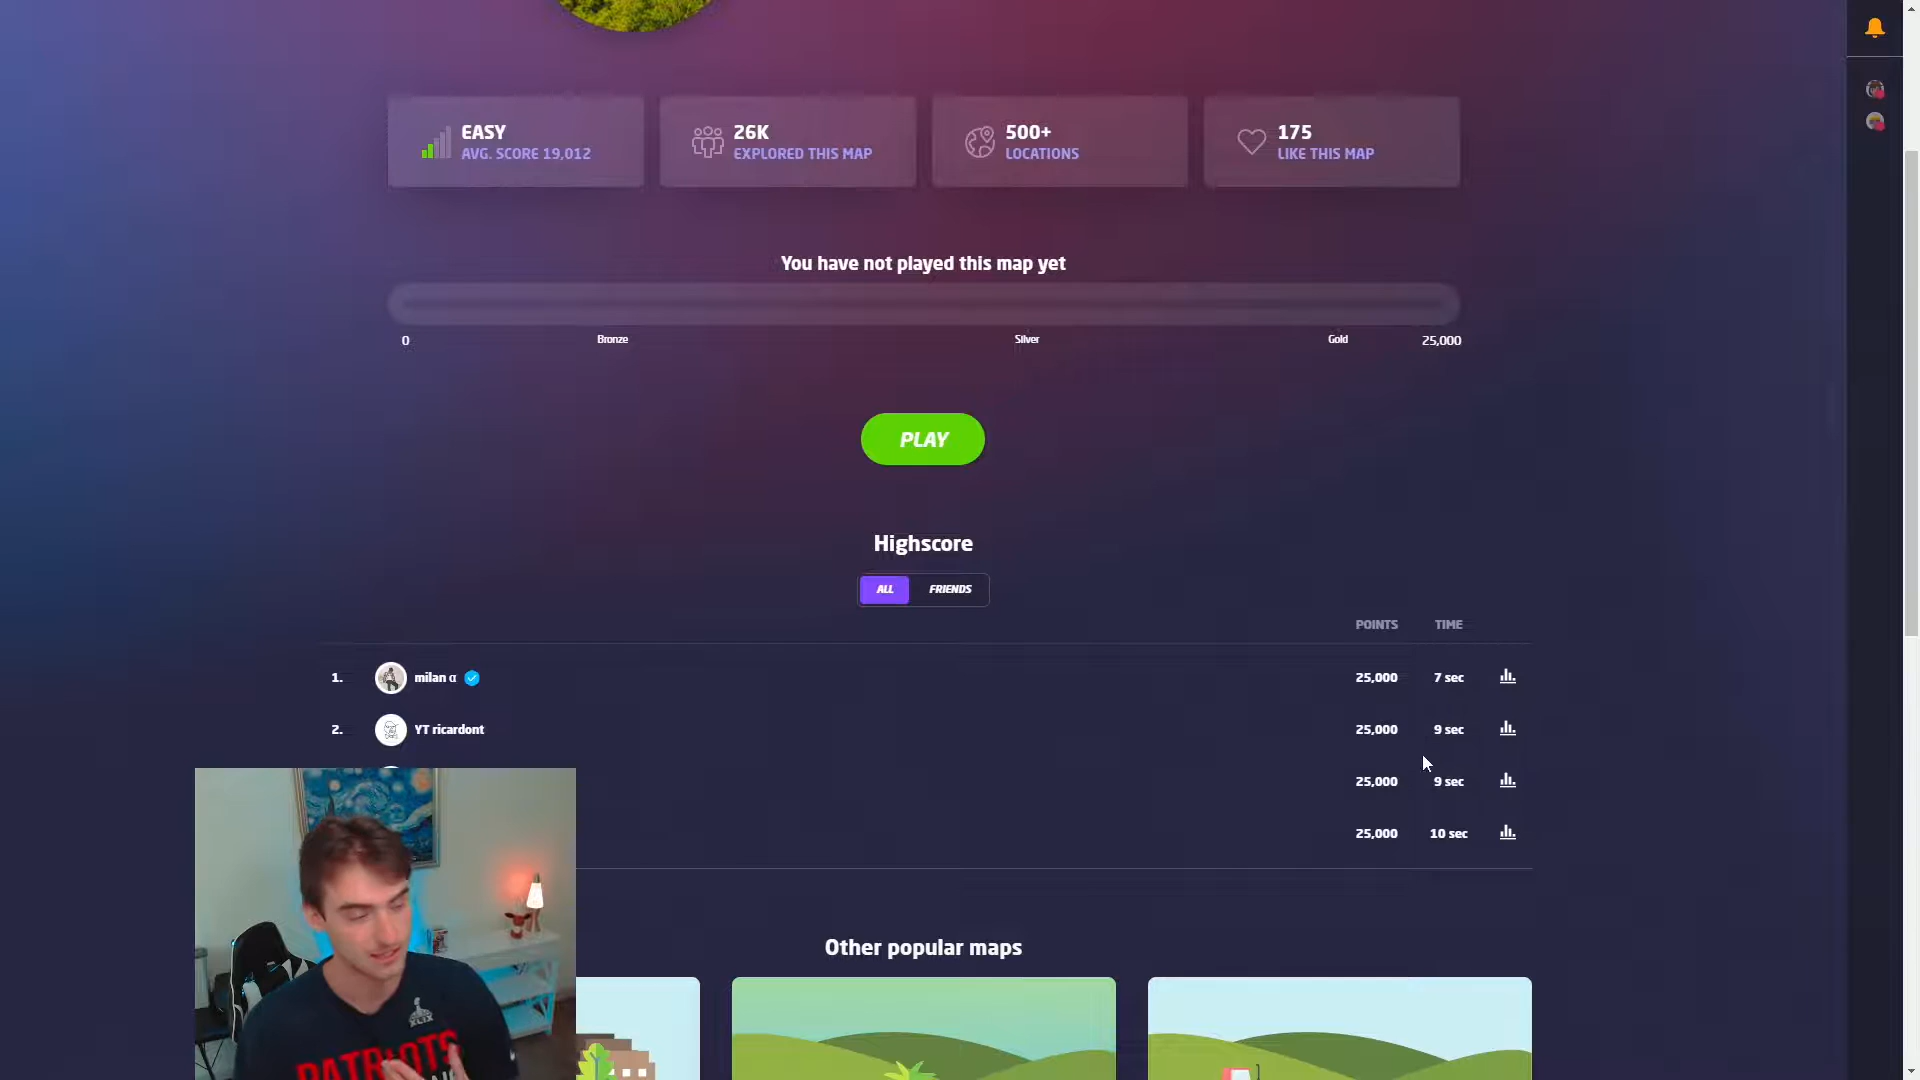 EASY
AVG. SCORE 19,012
26K
EXPLORED THIS MAP
500+
LOCATIONS
175
LIKE THIS MAP
You have not played this map yet
0
Bronze
Silver
Gold
25,000
PLAY
Highscore
ALL
FRIENDS
POINTS
TIME
1.
milan α
25,000
7 sec
2.
YT ricardont
25,000
9 sec
25,000
9 sec
25,000
10 sec
Other popular maps
XLIX
PATRIOTS